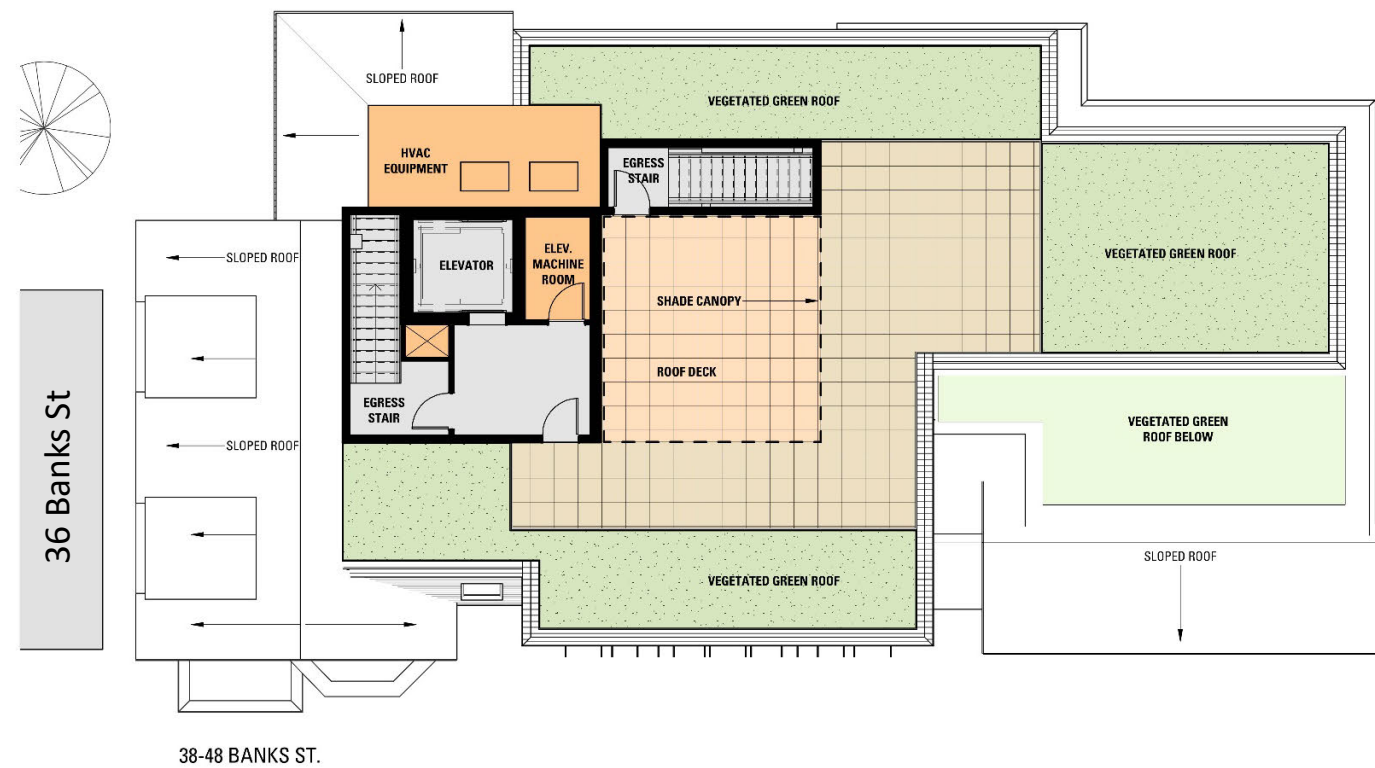 SLOPED ROOF
VEGETATED GREEN ROOF
HVAC
EQUIPMENT
EGRESS
STAIR
SLOPED ROOF
ELEVATOR
ELEV.
MACHINE
ROOM
VEGETATED GREEN ROOF
SHADE CANOPY
ROOF DECK
EGRESS
STAIR
VEGETATED GREEN
ROOF BELOW
SLOPED ROOF
36 Banks St
SLOPED ROOF
VEGETATED GREEN ROOF
38-48 BANKS ST.